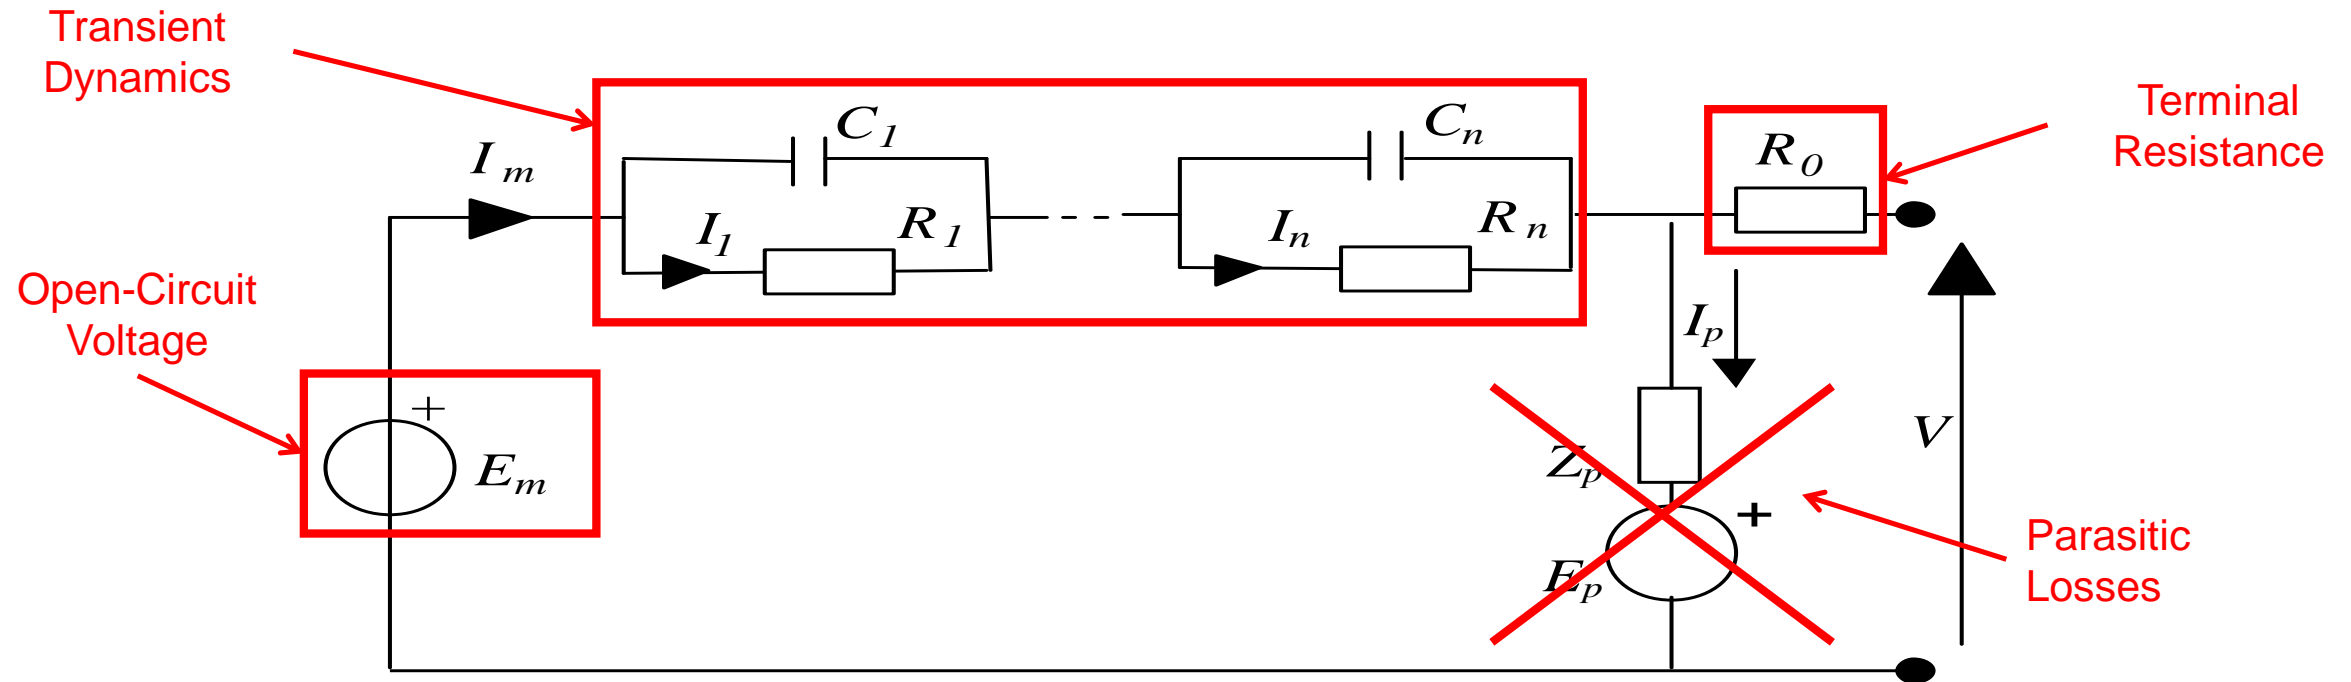 Transient
Dynamics
C1
Cn
Terminal
Resistance
R0
Im
I1
R1
In
Rn
Open-Circuit
Voltage
Ip
+
Em
Zp
V
+
Ep
Parasitic
Losses